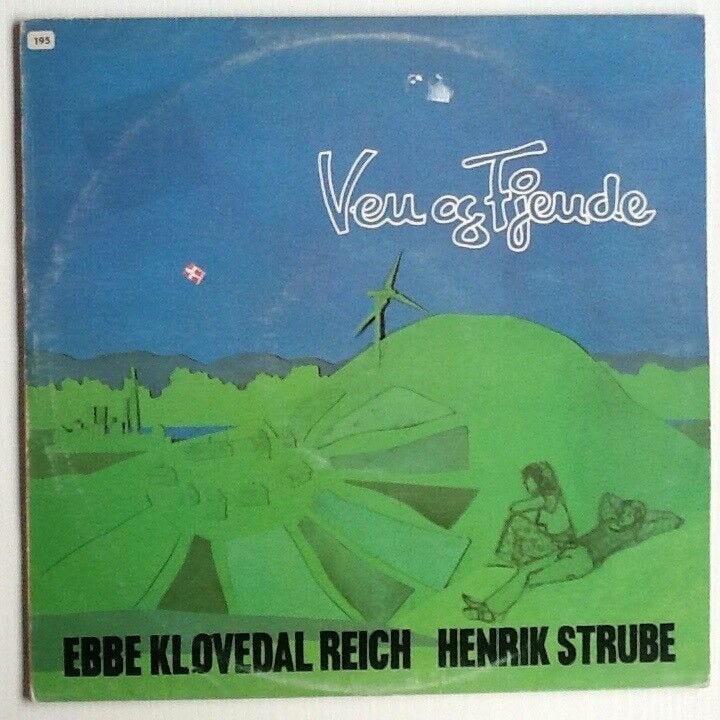 195
Ven og Fjende
EBBE KLØVEDAL REICH HENRIK STRUBE